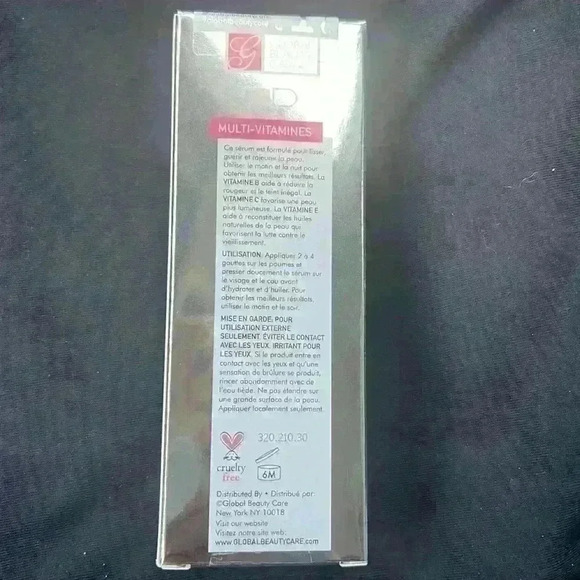 G
MULTI-VITAMINES
Ce sérum est formulé pour lisser,
guérir et rajeunir la peau.
Utiliser le matin et la nuit pour
obtenir les meilleurs résultats. La
VITAMINE B aide à réduire la
rougeur et le teint inégal. La
VITAMINE C favorise une peau
plus lumineuse. La VITAMINE E
aide à reconstituer les huiles
naturelles de la peau qui
favorisent la lutte contre le
vieillissement.
UTILISATION: Appliquez 2 à 4
gouttes sur les paumes et
presser doucement le sérum sur
le visage et le cou avant
d'hydrater et d'huiler. Pour
obtenir les meilleurs résultats
utiliser le matin et le soir.
MISE EN GARDE: POUR
UTILISATION EXTERNE
SEULEMENT. ÉVITER LE CONTACT
AVEC LES YEUX. IRRITANT POUR
LES YEUX. Si le produit entre en
contact avec les yeux et qu'une
sensation de brûlure se produit,
rincer abondamment avec de
l'eau tiède. Ne pas étendre sur
une grande surface de la peau.
Appliquer localement seulement.
320.210.30
cruelty
free
6M
Distributed By • Distribué par:
©Global Beauty Care
New York NY 10018
Visit our website
Visitez notre site web:
www.GLOBALBEAUTYCARE.com